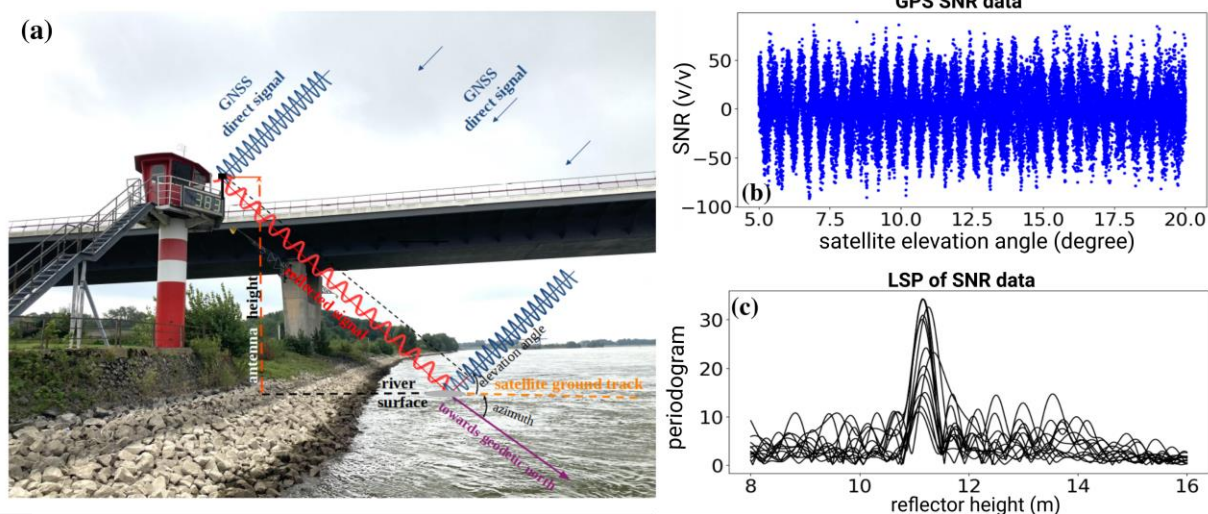 (a)
GNSS
direct signal
GNSS
direct signal
383
antenna height
reflected signal
elevation angle
river
surface
satellite ground track
azimuth
towards geodetic north
GPS SNR data
SNR (v/v)
50
0
−50
−100
(b)
5.0 7.5 10.0 12.5 15.0 17.5 20.0
satellite elevation angle (degree)
LSP of SNR data
(c)
periodogram
30
20
10
0
8 10 12 14 16
reflector height (m)